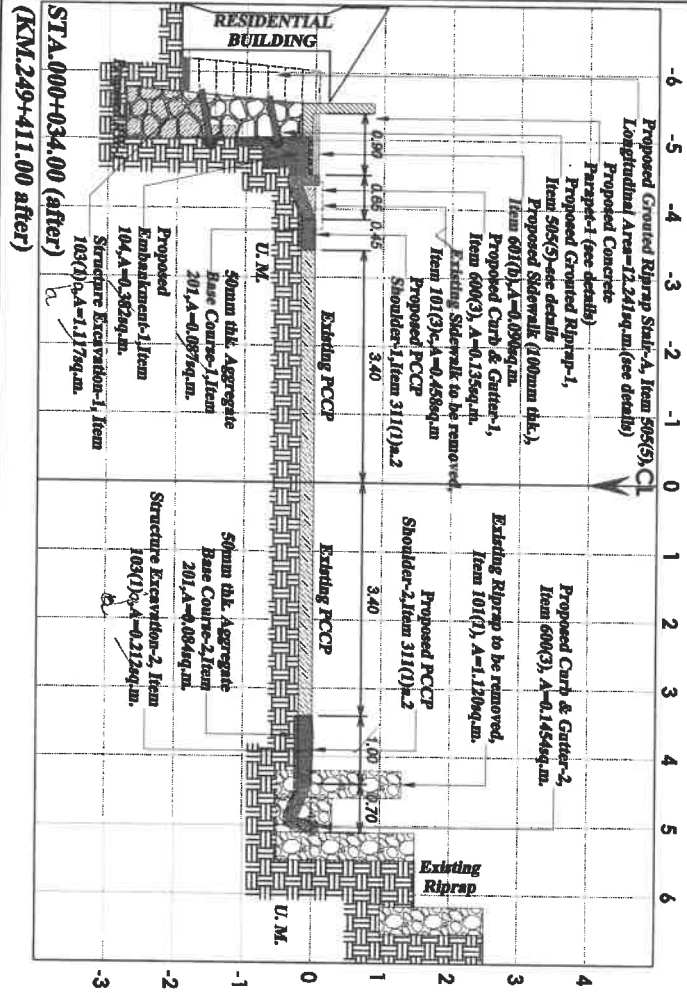 -6 -5 -4 -3 -2 -1 0 1 2 3 4 5 6
CL
Proposed Grouted Riprap Stair-A, Item 505(5),
Longitudinal Area=12.241sq.m.(see details)
Proposed Concrete
Parapet-1 (see details)
Proposed Grouted Riprap-1,
Item 505(5)-see details
Proposed Sidewalk (100mm thk.),
Item 601(b), A=0.090sq.m.
Proposed Curb & Gutter-1,
Item 600(3), A=0.135sq.m.
Existing Sidewalk to be removed,
Item 101(3)c, A=0.458sq.m
Proposed PCCP
Shoulder-1, Item 311(1)a.2
Proposed Curb & Gutter-2,
Item 600(3), A=0.1454sq.m.
Existing Riprap to be removed,
Item 101(1), A=1.120sq.m.
Proposed PCCP
Shoulder-2, Item 311(1)a.2
RESIDENTIAL
BUILDING
0.90
0.45
3.40
3.40
1.00
0.70
Existing PCCP
Existing PCCP
Existing
Riprap
U. M.
U. M.
50mm thk. Aggregate
Base Course-1, Item
201, A=0.087sq.m.
Proposed
Embankment-1, Item
104, A=0.382sq.m.
Structure Excavation-1, Item
103(1)a, A=1.117sq.m.
50mm thk. Aggregate
Base Course-2, Item
201, A=0.084sq.m.
Structure Excavation-2, Item
103(1)a, A=0.212sq.m.
4
3
2
1
0
-1
-2
-3
STA.000+034.00 (after)
(KM.249+411.00 after)